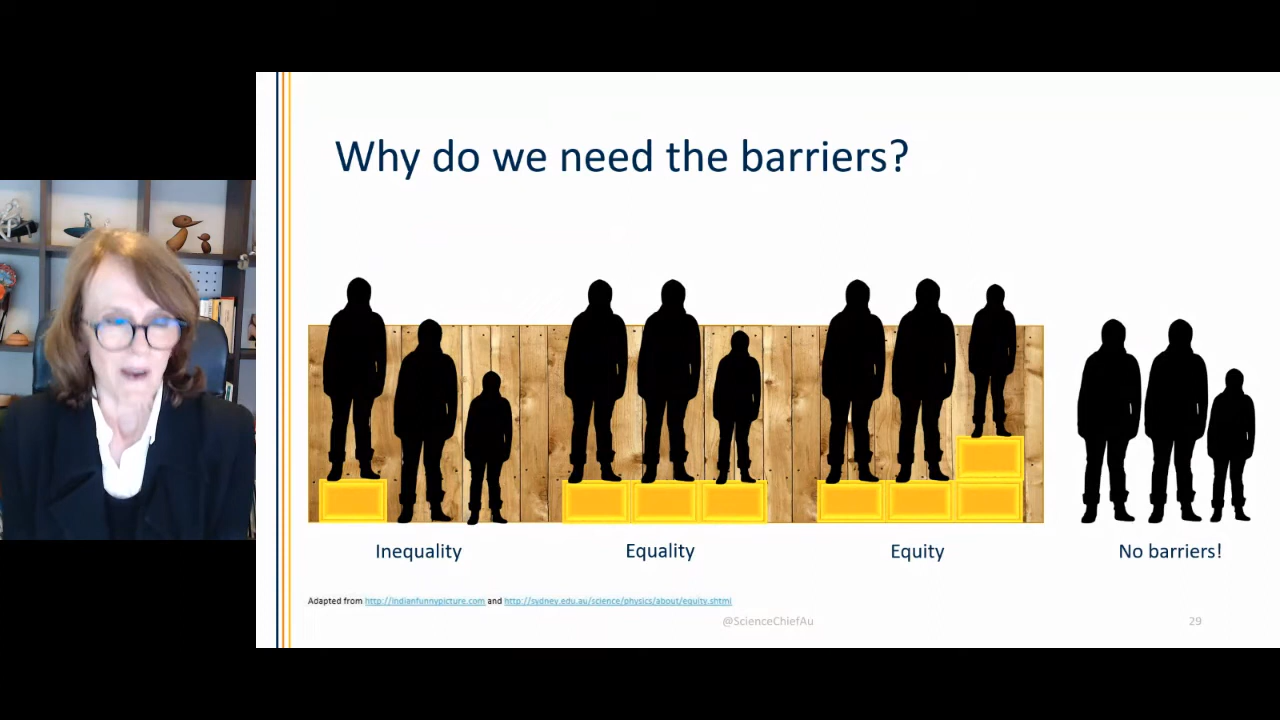 Why do we need the barriers?
Inequality
Equality
Equity
No barriers!
Adapted from http://indianfunnypicture.com and http://sydney.edu.au/science/physics/about/equity.shtml
@ScienceChiefAu
29